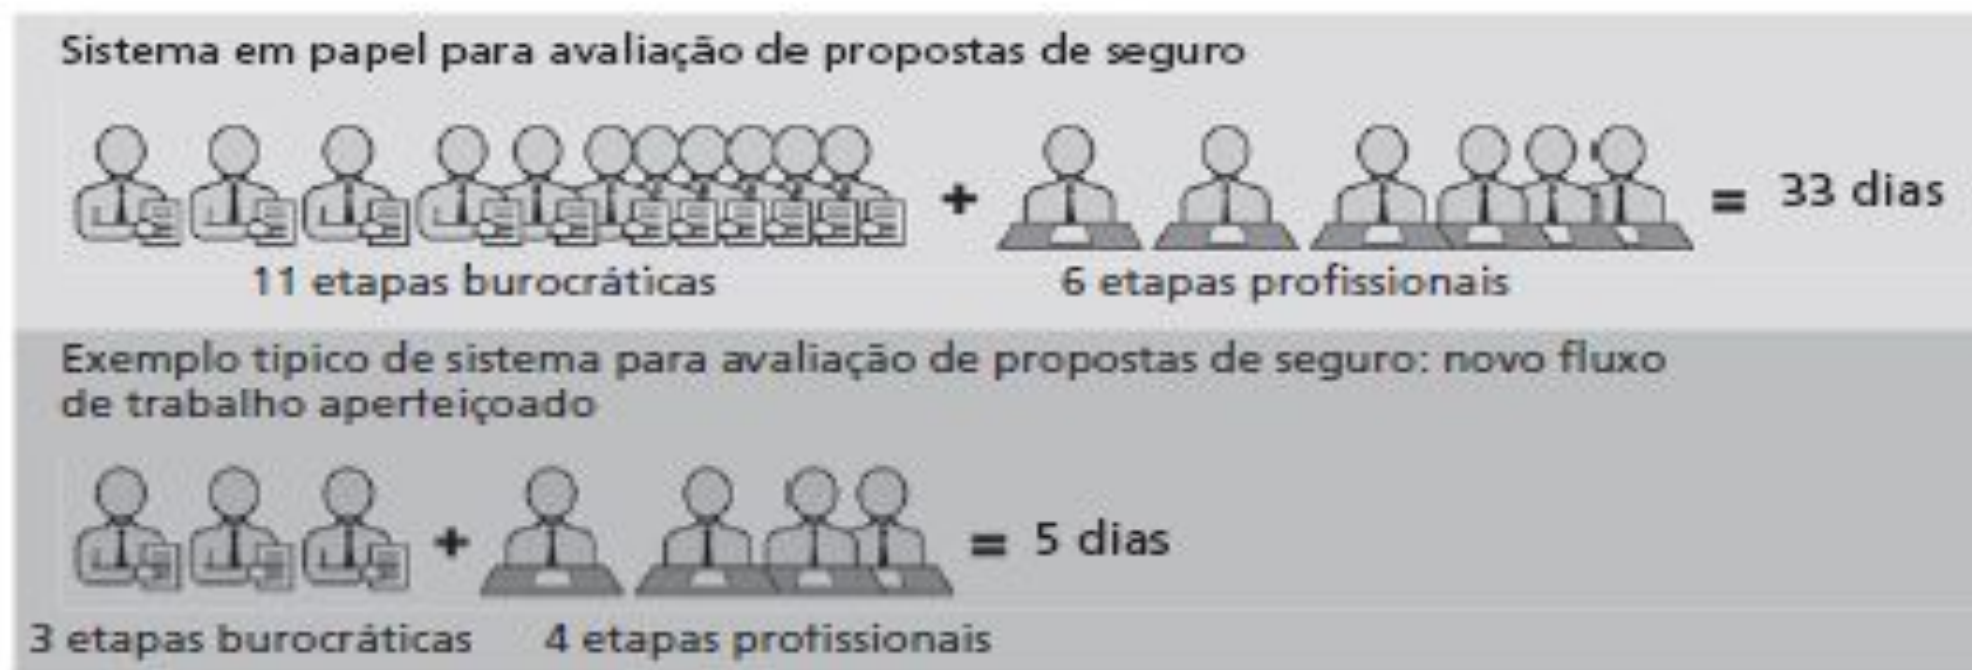 Sistema em papel para avaliação de propostas de seguro
+ = 33 dias
11 etapas burocráticas 6 etapas profissionais
Exemplo tipico de sistema para avaliação de propostas de seguro: novo fluxo
de trabalho aperfeiçoado
+ = 5 dias
3 etapas burocráticas 4 etapas profissionais